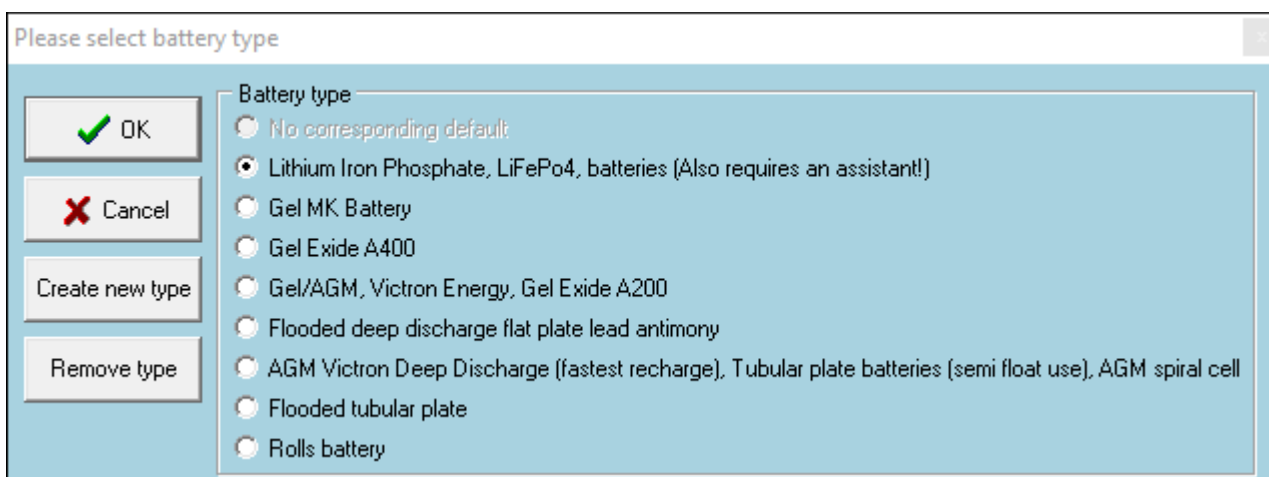 Please select battery type
OK
Cancel
Create new type
Remove type
Battery type
No corresponding default
Lithium Iron Phosphate, LiFePo4, batteries (Also requires an assistant!)
Gel MK Battery
Gel Exide A400
Gel/AGM, Victron Energy, Gel Exide A200
Flooded deep discharge flat plate lead antimony
AGM Victron Deep Discharge (fastest recharge), Tubular plate batteries (semi float use), AGM spiral cell
Flooded tubular plate
Rolls battery